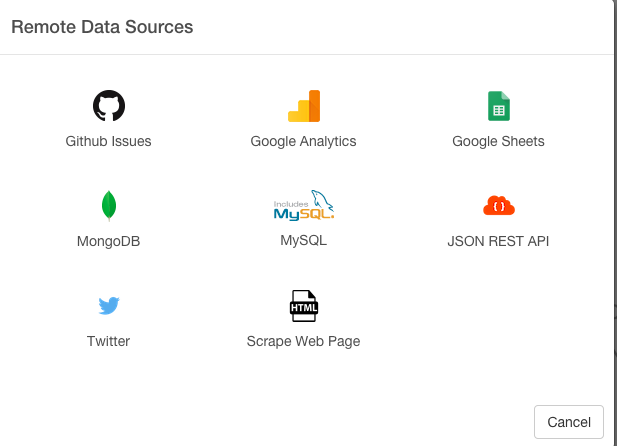 Remote Data Sources
Github Issues
Google Analytics
Google Sheets
MongoDB
Includes
MySQL.
MySQL
{ }
JSON REST API
Twitter
HTML
Scrape Web Page
Cancel